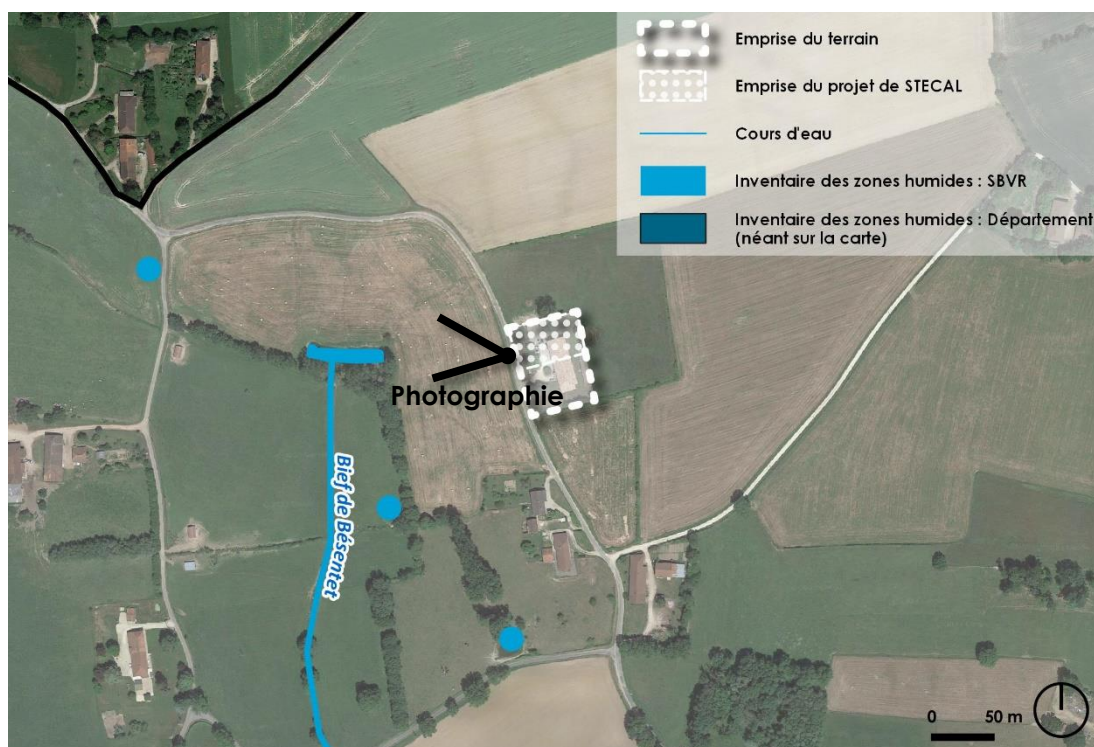 Emprise du terrain
Emprise du projet de STECAL
Cours d'eau
Inventaire des zones humides : SBVR
Inventaire des zones humides : Département
(néant sur la carte)
Photographie
Bief de Bésentet
0 50 m